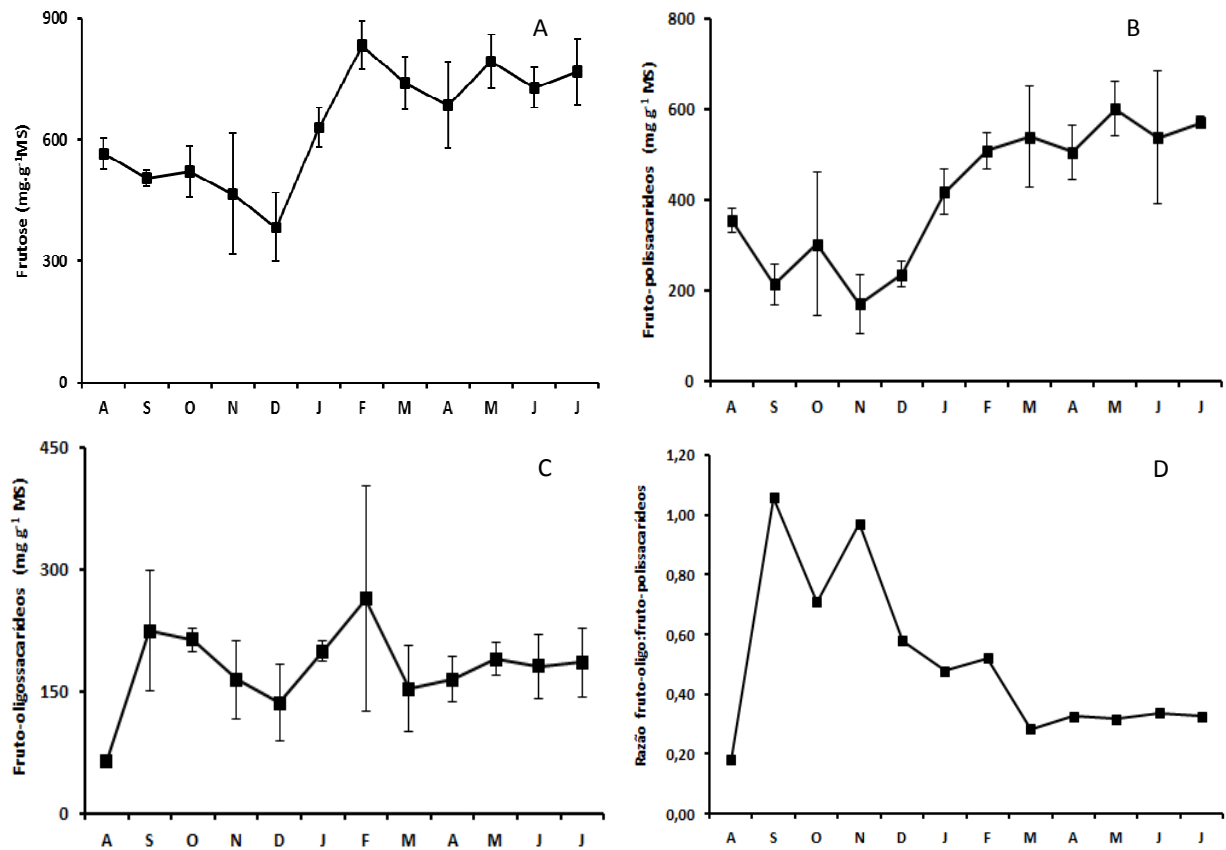 A
Frutose (mg.g-1MS)
900
600
300
0
A S O N D J F M A M J J
B
Fruto-polissacarídeos (mg g-1 MS)
800
600
400
200
0
A S O N D J F M A M J J
C
Fruto-oligossacarídeos (mg g-1 MS)
450
300
150
0
A S O N D J F M A M J J
D
Razão fruto-oligo:fruto-polissacarídeos
1,20
1,00
0,80
0,60
0,40
0,20
0,00
A S O N D J F M A M J J